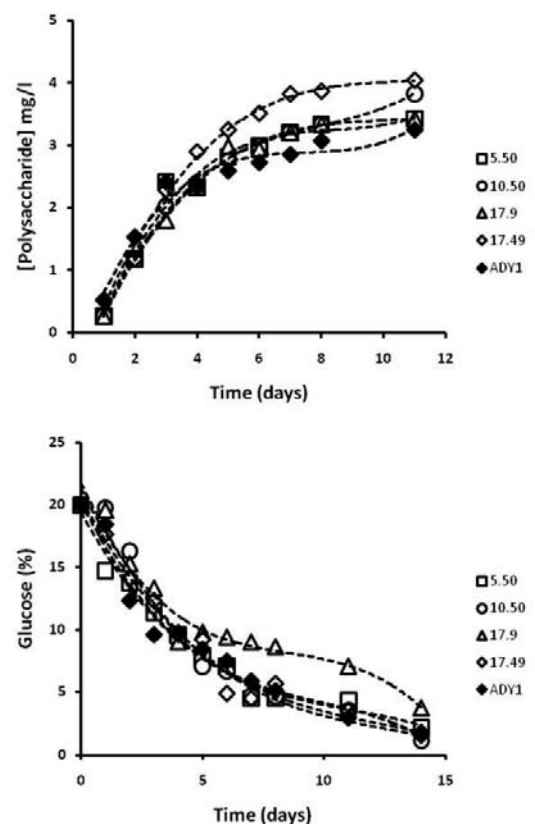 5
4
3
2
1
0
[Polysaccharide] mg/l
0 2 4 6 8 10 12
Time (days)
5.50
10.50
17.9
17.49
ADY1
25
20
15
10
5
0
Glucose (%)
0 5 10 15
Time (days)
5.50
10.50
17.9
17.49
ADY1